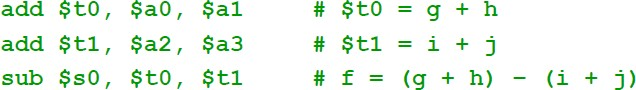 add $t0, $a0, $a1 # $t0 = g + h
add $t1, $a2, $a3 # $t1 = i + j
sub $s0, $t0, $t1 # f = (g + h) - (i + j)